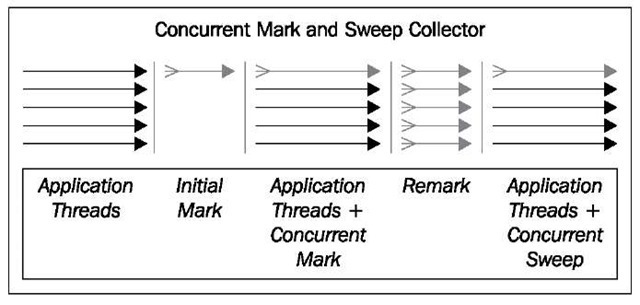 Concurrent Mark and Sweep Collector
Application
Threads
Initial
Mark
Application
Threads +
Concurrent
Mark
Remark
Application
Threads +
Concurrent
Sweep